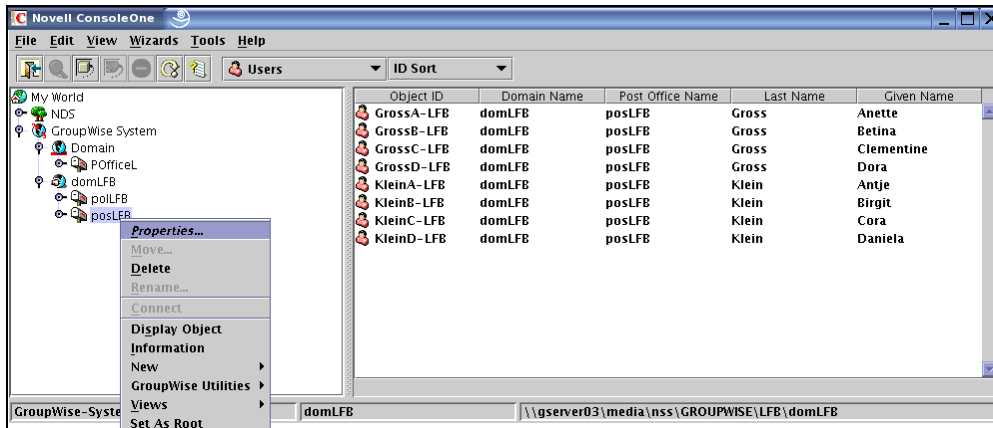 Novell ConsoleOne
File Edit View Wizards Tools Help
Users ID Sort
My World
NDS
GroupWise System
Domain
POfficeL
domLFB
polLFB
posLFB
Properties...
Move...
Delete
Rename...
Connect
Display Object
Information
New
GroupWise Utilities
Views
Set As Root
Object ID Domain Name Post Office Name Last Name Given Name
GrossA-LFB domLFB posLFB Gross Anette
GrossB-LFB domLFB posLFB Gross Betina
GrossC-LFB domLFB posLFB Gross Clementine
GrossD-LFB domLFB posLFB Gross Dora
KleinA-LFB domLFB posLFB Klein Antje
KleinB-LFB domLFB posLFB Klein Birgit
KleinC-LFB domLFB posLFB Klein Cora
KleinD-LFB domLFB posLFB Klein Daniela
GroupWise-Syste domLFB \\gserver03\media\nss\GROUPWISE\LFB\domLFB